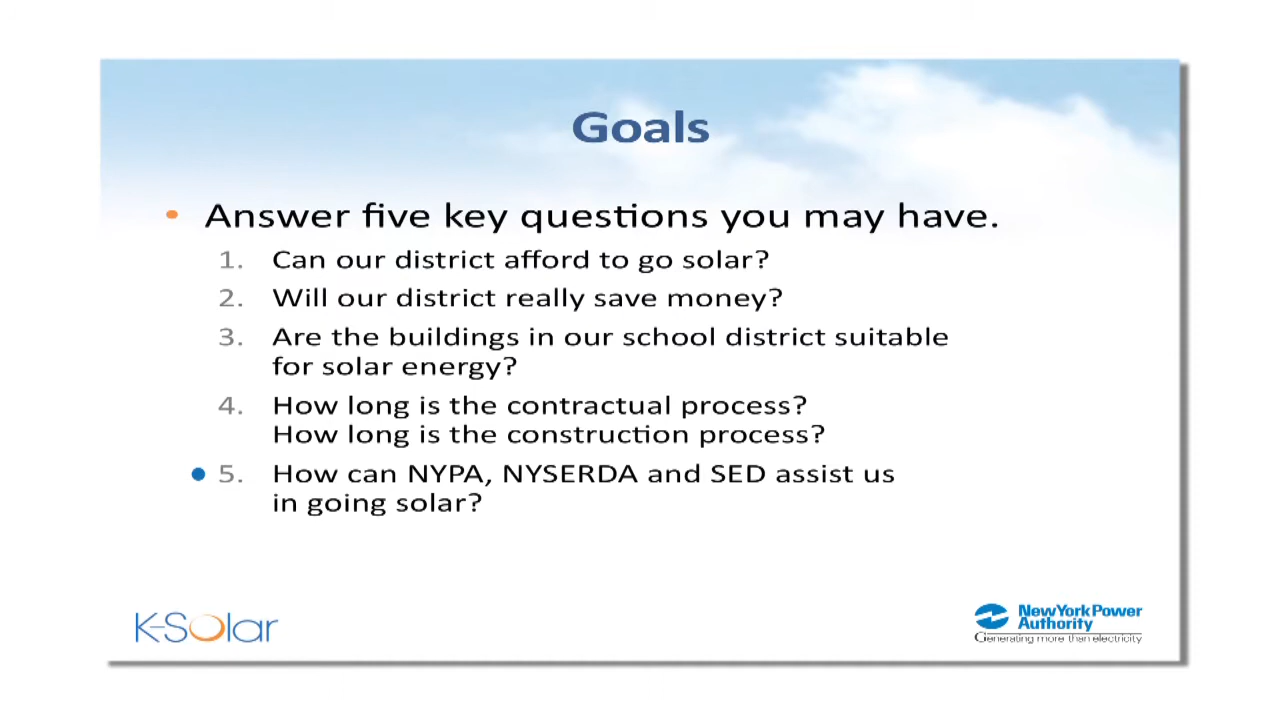 Goals
• Answer five key questions you may have.
1. Can our district afford to go solar?
2. Will our district really save money?
3. Are the buildings in our school district suitable
for solar energy?
4. How long is the contractual process?
How long is the construction process?
• 5. How can NYPA, NYSERDA and SED assist us
in going solar?
K-Solar
NewYorkPower
Authority
Generating more than electricity